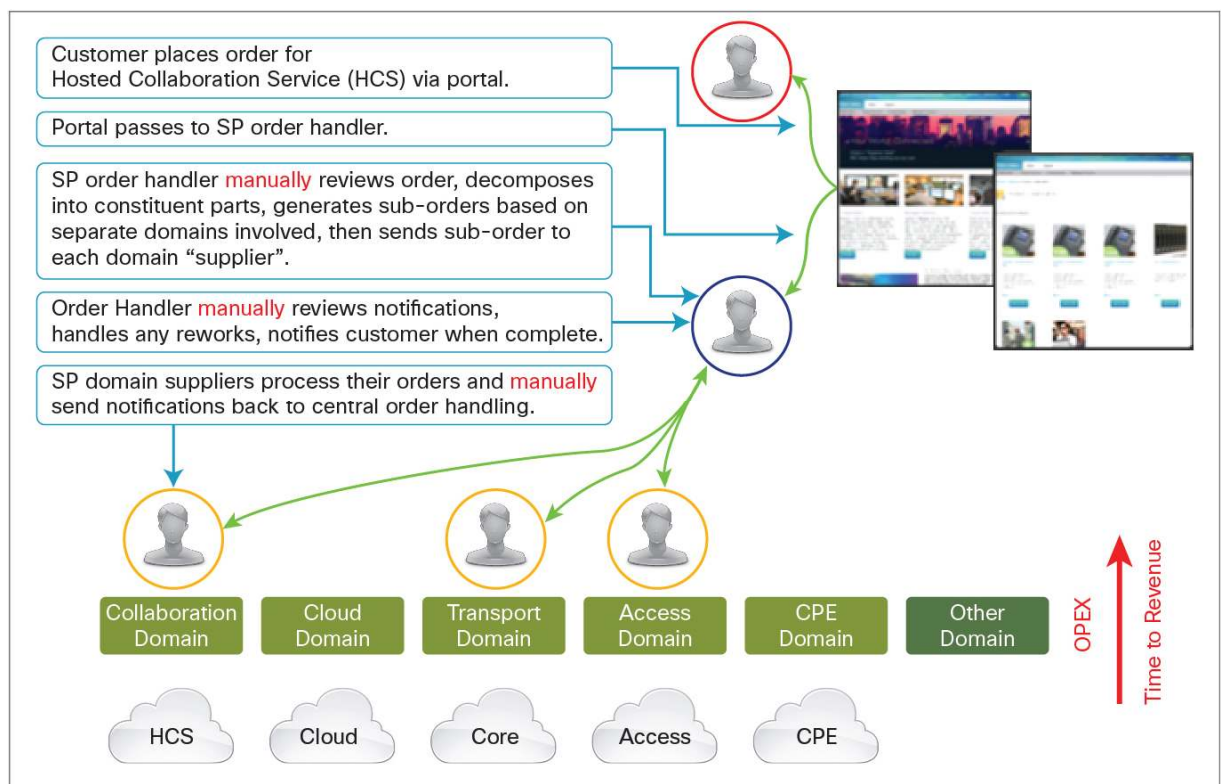 Customer places order for
Hosted Collaboration Service (HCS) via portal.
Portal passes to SP order handler.
SP order handler manually reviews order, decomposes
into constituent parts, generates sub-orders based on
separate domains involved, then sends sub-order to
each domain “supplier”.
Order Handler manually reviews notifications,
handles any reworks, notifies customer when complete.
SP domain suppliers process their orders and manually
send notifications back to central order handling.
Collaboration
Domain
Cloud
Domain
Transport
Domain
Access
Domain
CPE
Domain
Other
Domain
OPEX
Time to Revenue
HCS
Cloud
Core
Access
CPE